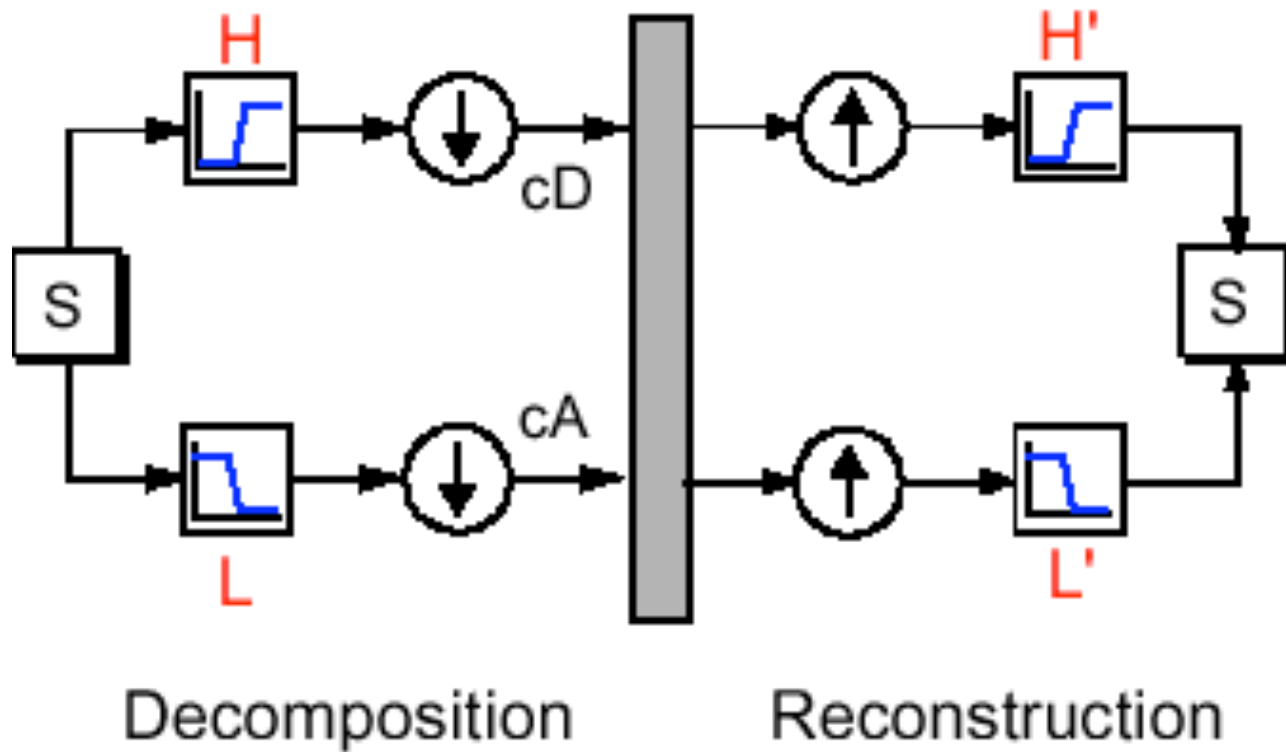 H
H'
cD
S
S
cA
L
L'
Decomposition
Reconstruction